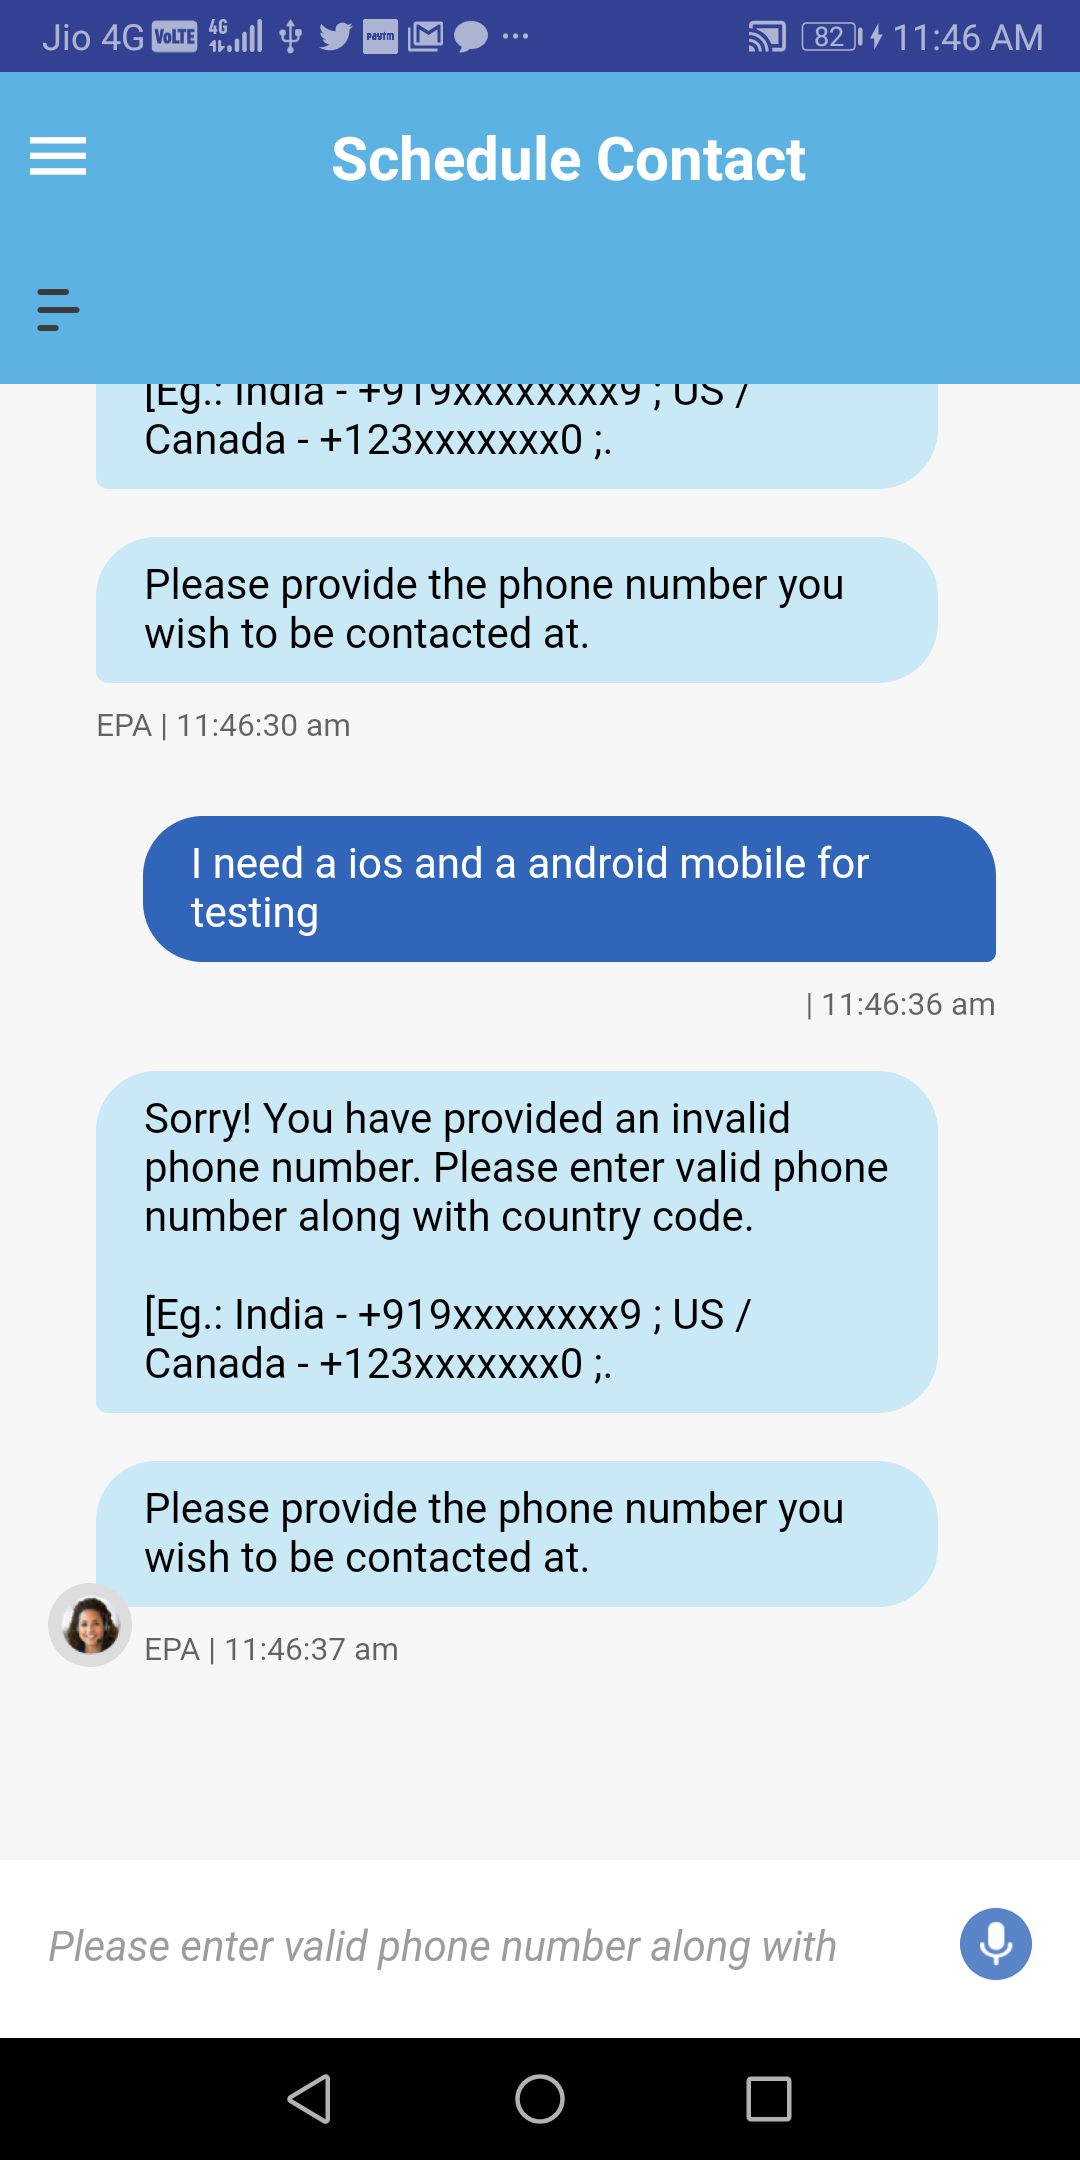 Jio 4G VoLTE 4G Paytm 82 11:46 AM
Schedule Contact
[Eg.: India - +919xxxxxxxx9 ; US /
Canada - +123xxxxxxx0 ;.
Please provide the phone number you
wish to be contacted at.
EPA | 11:46:30 am
I need a ios and a android mobile for
testing
| 11:46:36 am
Sorry! You have provided an invalid
phone number. Please enter valid phone
number along with country code.
[Eg.: India - +919xxxxxxxx9 ; US /
Canada - +123xxxxxxx0 ;.
Please provide the phone number you
wish to be contacted at.
EPA | 11:46:37 am
Please enter valid phone number along with